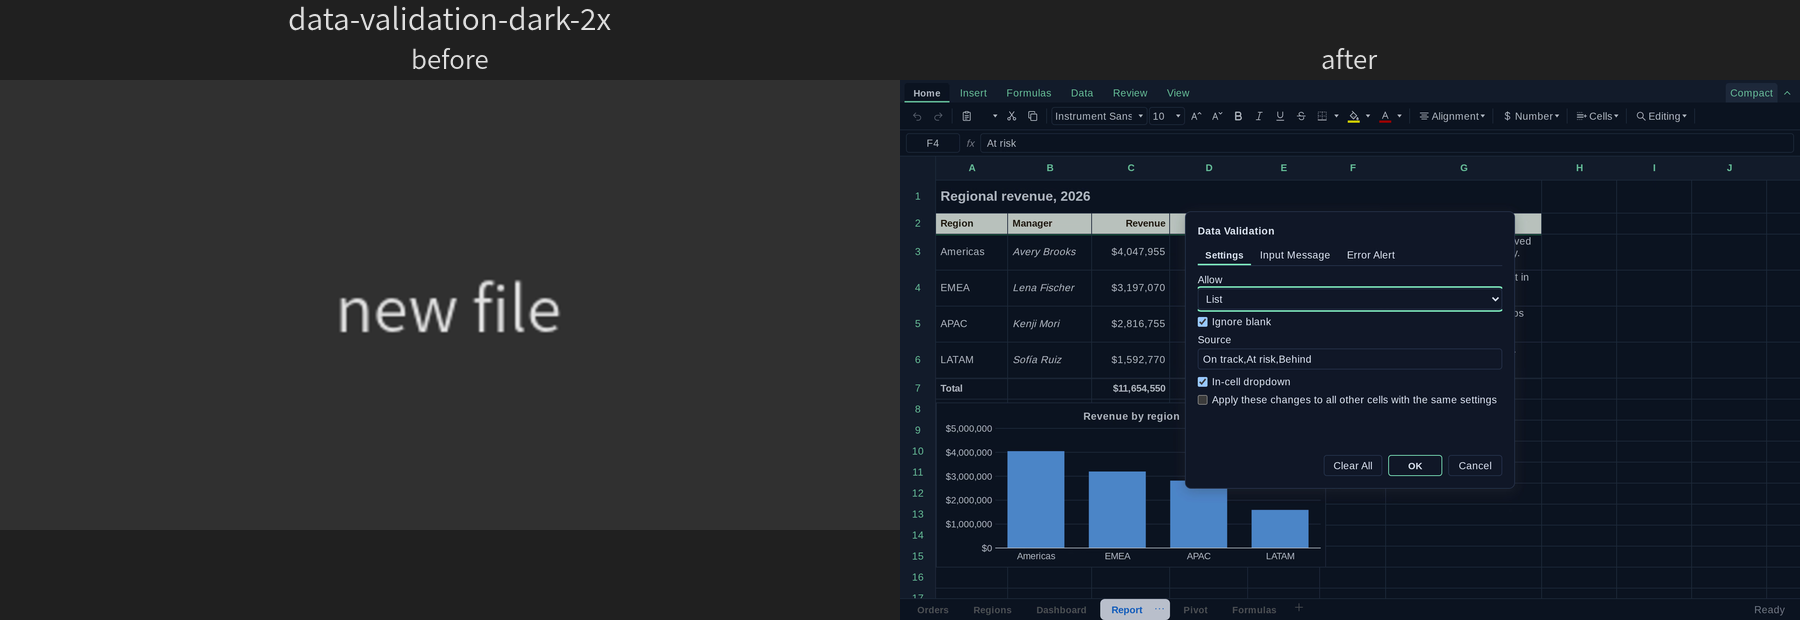 data-validation-dark-2x
before
after
new file
Home Insert Formulas Data Review View Compact
Instrument Sans 10 A^ A˅ B I U S A Alignment $ Number Cells Editing
F4 fx At risk
A B C D E F G H I J
1 Regional revenue, 2026
2 Region Manager Revenue
3 Americas Avery Brooks $4,047,955
4 EMEA Lena Fischer $3,197,070
5 APAC Kenji Mori $2,816,755
6 LATAM Sofía Ruiz $1,592,770
7 Total $11,654,550
8
9
10
11
12
13
14
15
16
17
Revenue by region
$5,000,000
$4,000,000
$3,000,000
$2,000,000
$1,000,000
$0
Americas EMEA APAC LATAM
Data Validation
Settings Input Message Error Alert
Allow
List
Ignore blank
Source
On track,At risk,Behind
In-cell dropdown
Apply these changes to all other cells with the same settings
Clear All OK Cancel
Orders Regions Dashboard Report ... Pivot Formulas + Ready